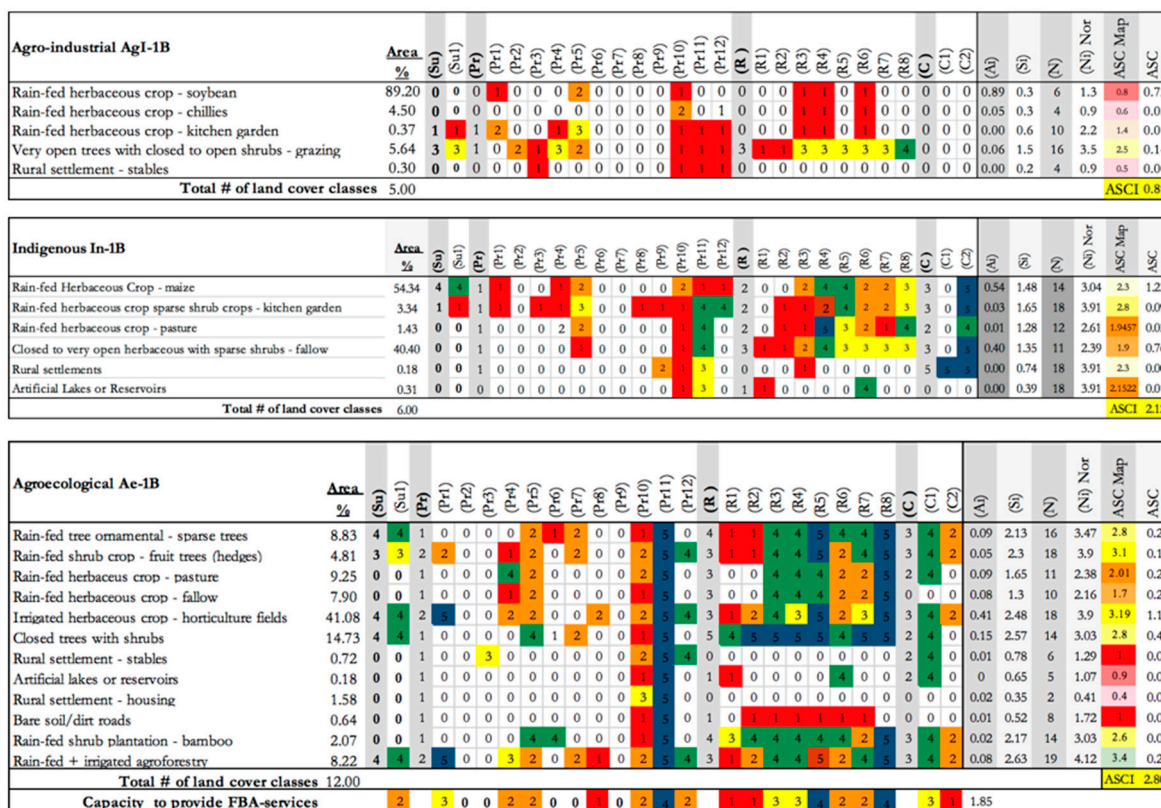 Agro-industrial AgI-1B Area % (Su) (Su1) (Pr) (Pr1) (Pr2) (Pr3) (Pr4) (Pr5) (Pr6) (Pr7) (Pr8) (Pr9) (Pr10) (Pr11) (Pr12) (R) (R1) (R2) (R3) (R4) (R5) (R6) (R7) (R8) (C) (C1) (C2) (Ai) (Si) (N) (Ni) Nor ASC Map ASC
Rain-fed herbaceous crop - soybean 89.20 0 0 0 1 0 0 0 2 0 0 0 0 1 0 0 0 0 0 1 1 0 1 0 0 0 0 0 0.89 0.3 6 1.3 0.8
Rain-fed herbaceous crop - chillies 4.50 0 0 0 0 0 0 0 0 0 0 0 0 2 0 1 0 0 0 1 1 0 1 0 0 0 0 0 0.05 0.3 4 0.9 0.6
Rain-fed herbaceous crop - kitchen garden 0.37 1 1 1 2 0 0 1 3 0 0 0 0 1 1 1 0 0 0 1 1 0 1 0 0 0 0 0 0.00 0.6 10 2.2 1.4
Very open trees with closed to open shrubs - grazing 5.64 3 3 1 0 2 1 3 2 0 0 0 0 1 1 1 3 1 1 3 3 3 3 3 4 0 0 0 0.06 1.5 16 3.5 2.5
Rural settlement - stables 0.30 0 0 0 0 0 1 0 0 0 0 0 0 1 1 1 0 0 0 0 0 0 0 0 0 0 0 0 0.00 0.2 4 0.9 0.5
Total # of land cover classes 5.00 ASCI
Indigenous In-1B Area % (Su) (Su1) (Pr) (Pr1) (Pr2) (Pr3) (Pr4) (Pr5) (Pr6) (Pr7) (Pr8) (Pr9) (Pr10) (Pr11) (Pr12) (R) (R1) (R2) (R3) (R4) (R5) (R6) (R7) (R8) (C) (C1) (C2) (Ai) (Si) (N) (Ni) Nor ASC Map ASC
Rain-fed Herbaceous Crop - maize 54.34 4 4 1 1 0 0 1 2 0 0 0 0 2 1 1 2 0 0 2 4 4 2 2 3 3 0 5 0.54 1.48 14 3.04 2.3
Rain-fed herbaceous crop sparse shrub crops - kitchen garden 3.34 1 1 1 1 0 1 1 3 0 0 1 1 1 4 4 2 0 1 1 2 4 2 2 3 3 0 5 0.03 1.65 18 3.91 2.8
Rain-fed herbaceous crop - pasture 1.43 0 0 1 0 0 0 2 2 0 0 0 0 1 4 0 2 0 1 1 5 3 2 1 4 2 0 4 0.01 1.28 12 2.61 1.9457
Closed to very open herbaceous with sparse shrubs - fallow 40.40 0 0 1 0 0 0 0 1 0 0 0 0 1 4 0 3 1 1 2 4 3 3 3 3 3 0 5 0.40 1.35 11 2.39 1.9
Rural settlements 0.18 0 0 1 0 0 0 0 0 0 0 0 2 1 3 0 0 0 0 1 0 0 0 0 0 5 5 5 0.00 0.74 18 3.91 2.3
Artificial Lakes or Reservoirs 0.31 0 0 0 0 0 0 0 0 0 0 0 0 1 3 0 1 1 0 0 0 0 4 0 0 0 0 0 0.00 0.39 18 3.91 2.1522
Total # of land cover classes 6.00 ASCI
Agroecological Ae-1B Area % (Su) (Su1) (Pr) (Pr1) (Pr2) (Pr3) (Pr4) (Pr5) (Pr6) (Pr7) (Pr8) (Pr9) (Pr10) (Pr11) (Pr12) (R) (R1) (R2) (R3) (R4) (R5) (R6) (R7) (R8) (C) (C1) (C2) (Ai) (Si) (N) (Ni) Nor ASC Map ASC
Rain-fed tree ornamental - sparse trees 8.83 4 4 1 0 0 0 0 2 1 2 0 0 1 5 0 4 1 1 4 4 5 4 4 5 3 4 2 0.09 2.13 16 3.47 2.8
Rain-fed shrub crop - fruit trees (hedges) 4.81 3 3 2 2 0 0 1 2 0 2 0 0 2 5 4 3 1 1 4 4 5 2 4 5 3 4 2 0.05 2.3 18 3.9 3.1
Rain-fed herbaceus crop - pasture 9.25 0 0 1 0 0 0 4 2 0 0 0 0 1 5 0 3 0 0 4 4 4 2 2 5 2 4 0 0.09 1.65 11 2.38 2.01
Rain-fed herbaceous crop - fallow 7.90 0 0 1 0 0 0 1 2 0 0 0 0 1 5 0 3 0 0 4 4 4 2 2 5 0 0 0 0.08 1.3 10 2.16 1.7
Irrigated herbaceous crop - horticulture fields 41.08 4 4 2 5 0 0 2 2 0 0 2 0 2 5 4 3 1 2 4 3 5 2 3 5 3 4 2 0.41 2.48 18 3.9 3.19
Closed trees with shrubs 14.73 4 4 1 0 0 0 0 4 1 2 0 0 1 5 0 5 4 5 5 5 5 4 5 5 3 4 2 0.15 2.57 14 3.03 2.8
Rural settlement - stables 0.72 0 0 1 0 0 3 0 0 0 0 0 0 2 5 4 0 0 0 0 0 0 0 0 0 2 4 0 0.01 0.78 6 1.29 1
Artificial lakes or reservoirs 0.18 0 0 1 0 0 0 0 0 0 0 0 0 1 5 0 1 1 0 0 0 0 4 0 0 2 4 0 0 0.65 5 1.07 0.9
Rural settlement - housing 1.58 0 0 1 0 0 0 0 0 0 0 0 0 3 5 0 0 0 0 0 0 0 0 0 0 0 0 0 0.02 0.35 2 0.41 0.4
Bare soil/dirt roads 0.64 0 0 1 0 0 0 0 0 0 0 0 0 1 5 0 1 0 1 1 1 1 1 1 0 0 0 0 0.01 0.52 8 1.72 1
Rain-fed shrub plantation - bamboo 2.07 0 0 1 0 0 0 0 4 4 0 0 0 1 5 0 4 3 4 4 4 4 4 2 5 3 4 2 0.02 2.17 14 3.03 2.6
Rain-fed + irrigated agroforestry 8.22 4 4 2 5 0 0 3 2 0 2 1 0 2 5 4 3 1 2 4 4 5 2 4 5 3 4 2 0.08 2.63 19 4.12 3.4
Total # of land cover classes 12.00 ASCI
Capacity to provide FBA-services 2 1 3 0 0 2 2 0 0 1 0 2 4 2 1 1 3 3 4 2 2 4 3 1 1.85